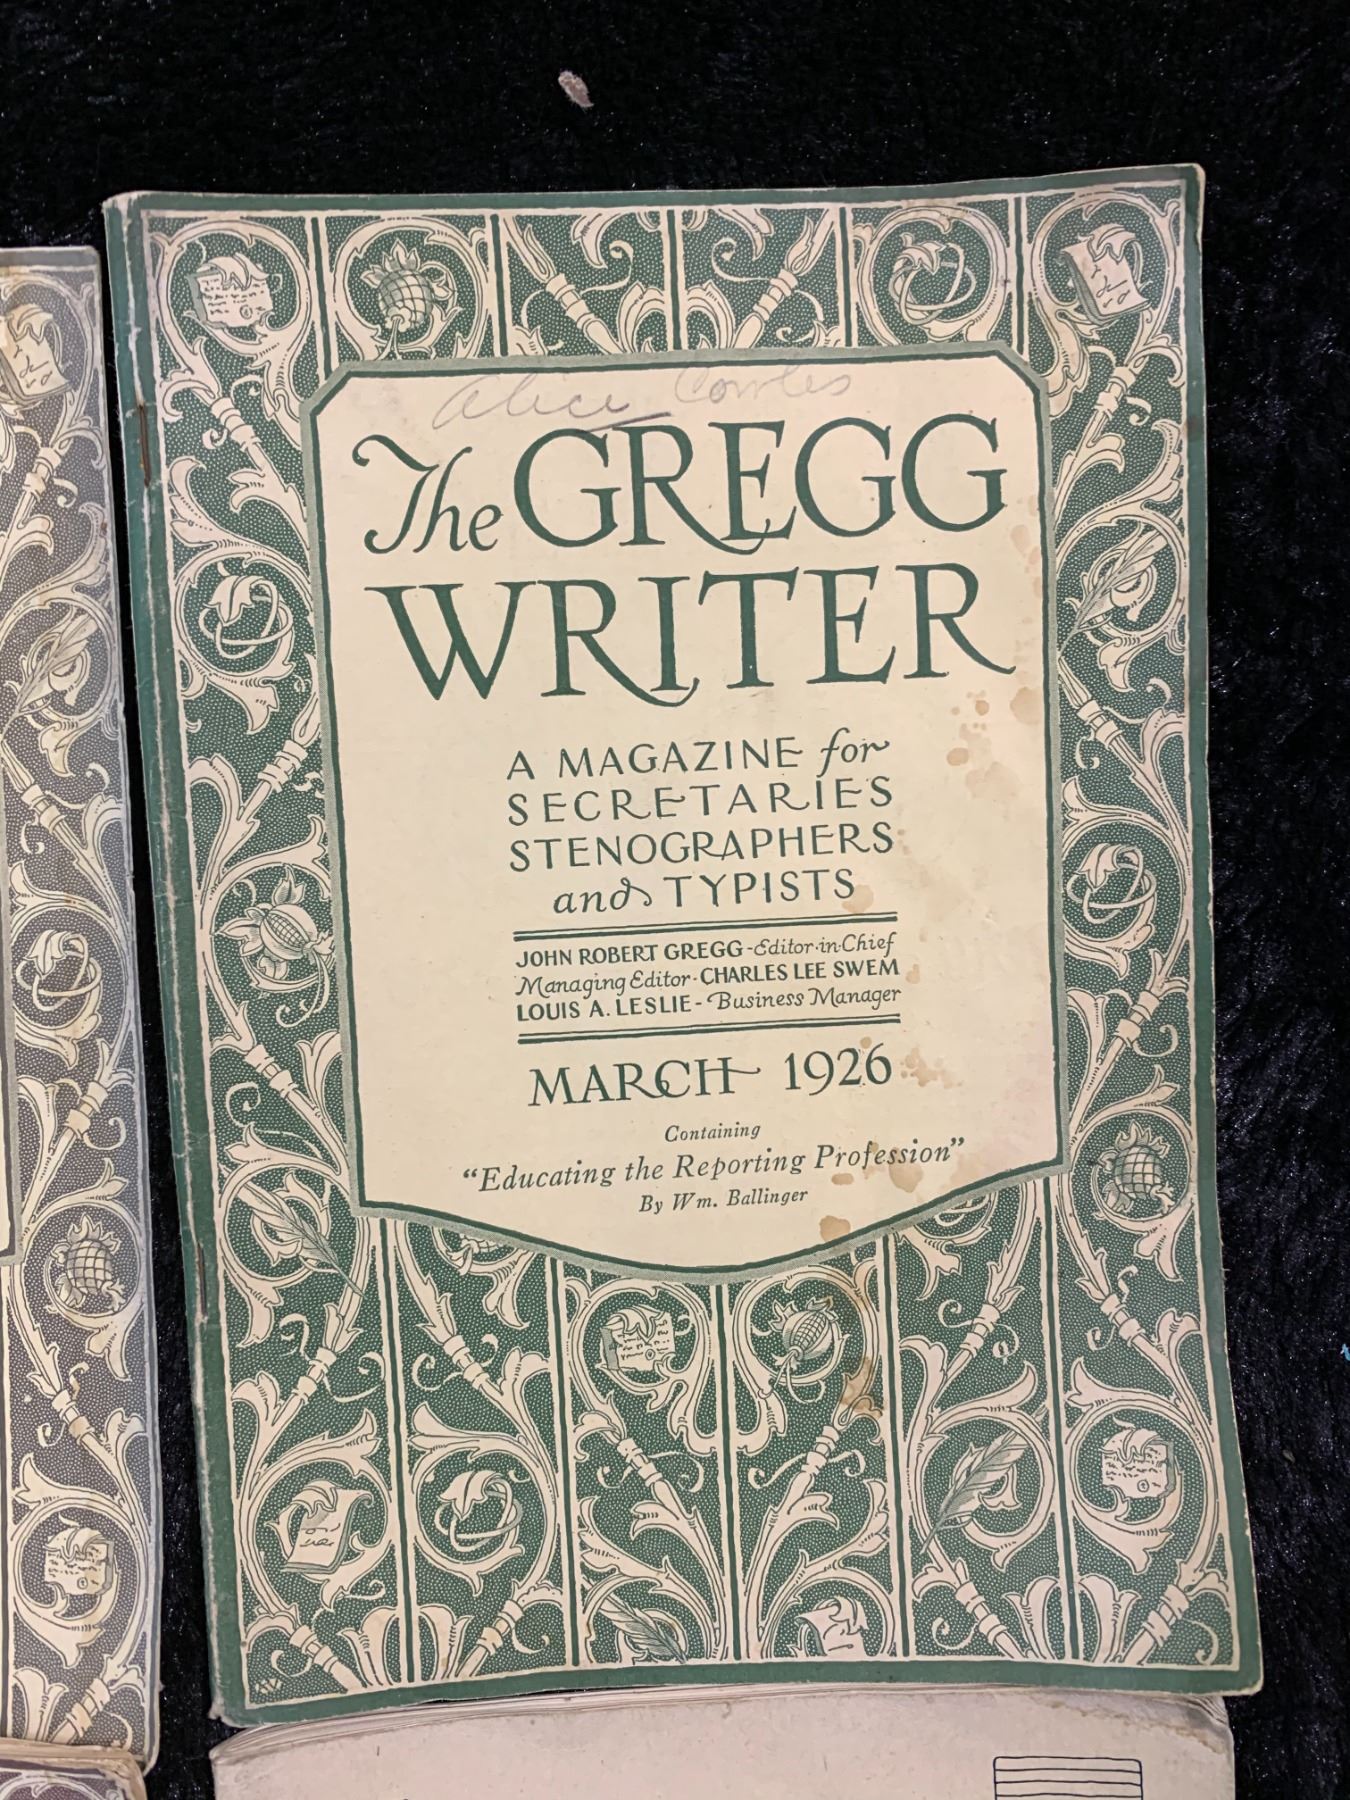 Alice Cowles
The GREGG
WRITER
A MAGAZINE for
SECRETARIES
STENOGRAPHERS
and TYPISTS
JOHN ROBERT GREGG - Editor-in-Chief
Managing Editor - CHARLES LEE SWEM
LOUIS A. LESLIE - Business Manager
MARCH 1926
Containing
"Educating the Reporting Profession"
By Wm. Ballinger